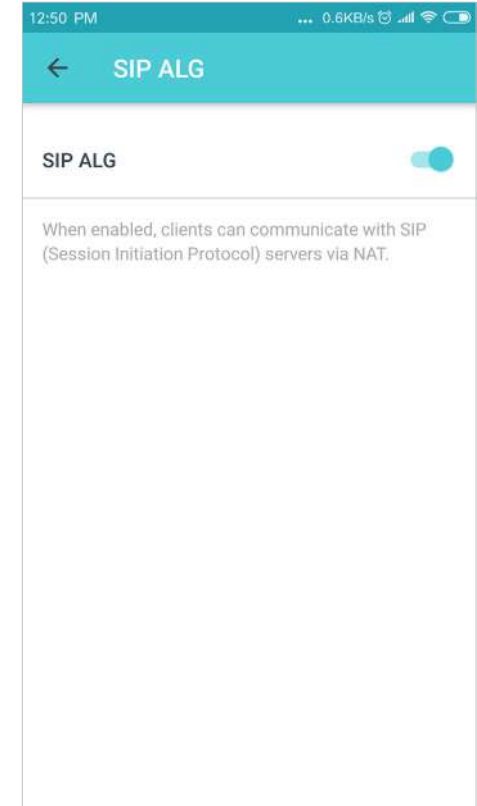 12:50 PM ... 0.6KB/s
SIP ALG
SIP ALG
When enabled, clients can communicate with SIP
(Session Initiation Protocol) servers via NAT.